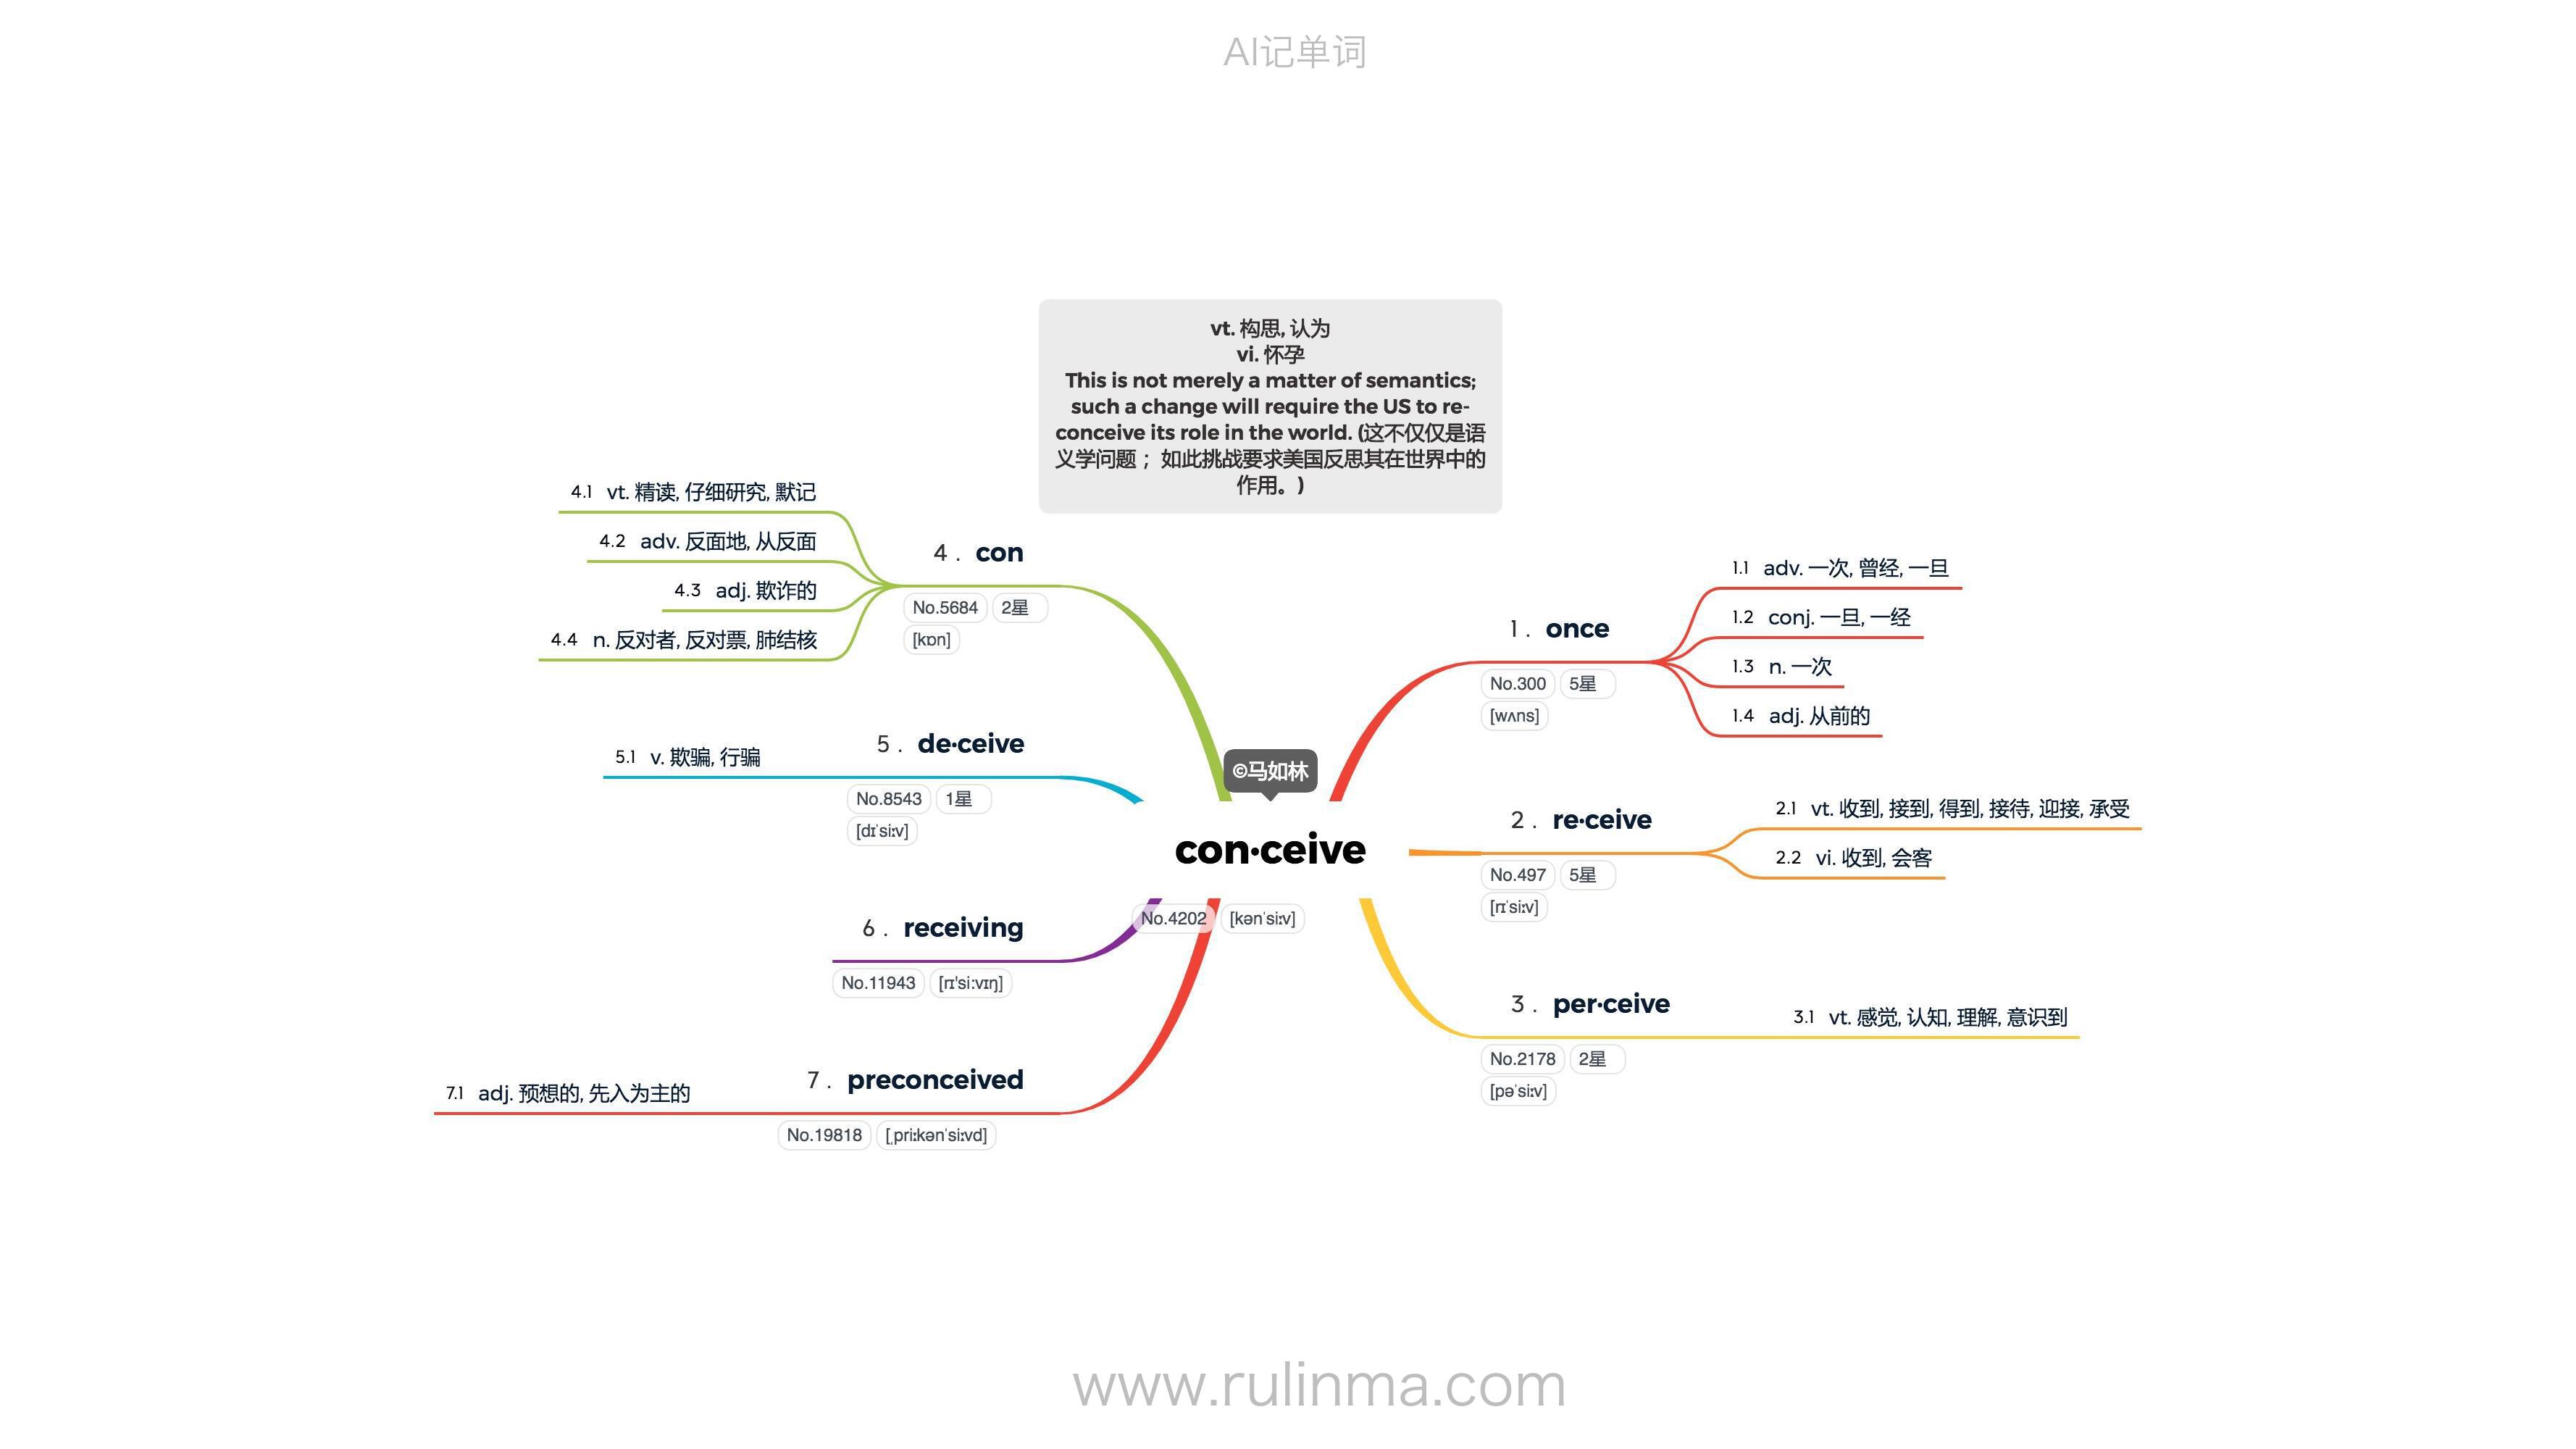 AI记单词
vt. 构思, 认为
vi. 怀孕
This is not merely a matter of semantics;
such a change will require the US to re-
conceive its role in the world. (这不仅仅是语
义学问题 ；如此挑战要求美国反思其在世界中的
作用。)
©马如林
con·ceive
No.4202 [kənˈsiːv]
1 . once
No.300 5星
[wʌns]
1.1 adv. 一次, 曾经, 一旦
1.2 conj. 一旦, 一经
1.3 n. 一次
1.4 adj. 从前的
2 . re·ceive
No.497 5星
[rɪˈsiːv]
2.1 vt. 收到, 接到, 得到, 接待, 迎接, 承受
2.2 vi. 收到, 会客
3 . per·ceive
No.2178 2星
[pəˈsiːv]
3.1 vt. 感觉, 认知, 理解, 意识到
4 . con
No.5684 2星
[kɒn]
4.1 vt. 精读, 仔细研究, 默记
4.2 adv. 反面地, 从反面
4.3 adj. 欺诈的
4.4 n. 反对者, 反对票, 肺结核
5 . de·ceive
No.8543 1星
[dɪˈsiːv]
5.1 v. 欺骗, 行骗
6 . receiving
No.11943 [rɪ'siːvɪŋ]
7 . preconceived
No.19818 [ˌpriːkənˈsiːvd]
7.1 adj. 预想的, 先入为主的
www.rulinma.com